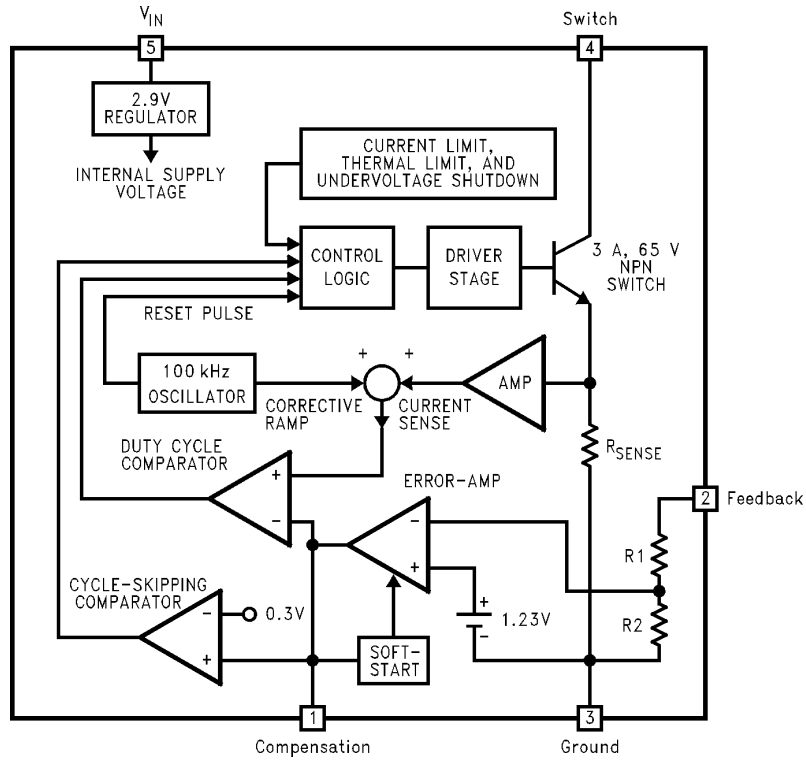 V_IN
Switch
5
4
2.9V
REGULATOR
INTERNAL SUPPLY
VOLTAGE
CURRENT LIMIT,
THERMAL LIMIT, AND
UNDERVOLTAGE SHUTDOWN
CONTROL
LOGIC
DRIVER
STAGE
3 A, 65 V
NPN
SWITCH
RESET PULSE
100 kHz
OSCILLATOR
+
+
AMP
CORRECTIVE
RAMP
CURRENT
SENSE
R_SENSE
DUTY CYCLE
COMPARATOR
+
−
ERROR-AMP
−
+
2
Feedback
R1
R2
CYCLE-SKIPPING
COMPARATOR
−
0.3V
+
SOFT-
START
+
1.23V
−
1
3
Compensation
Ground